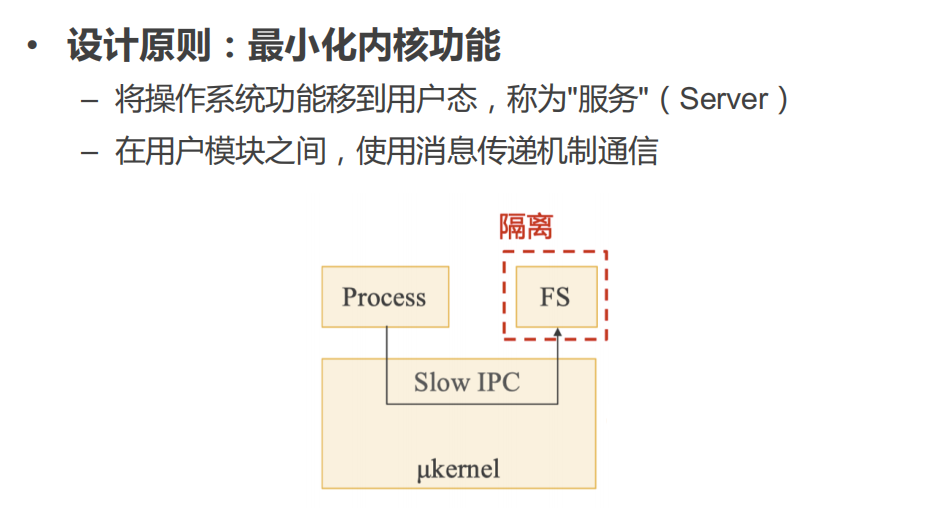 • 设计原则：最小化内核功能
– 将操作系统功能移到用户态，称为"服务"（Server）
– 在用户模块之间，使用消息传递机制通信
隔离
Process
FS
Slow IPC
μkernel